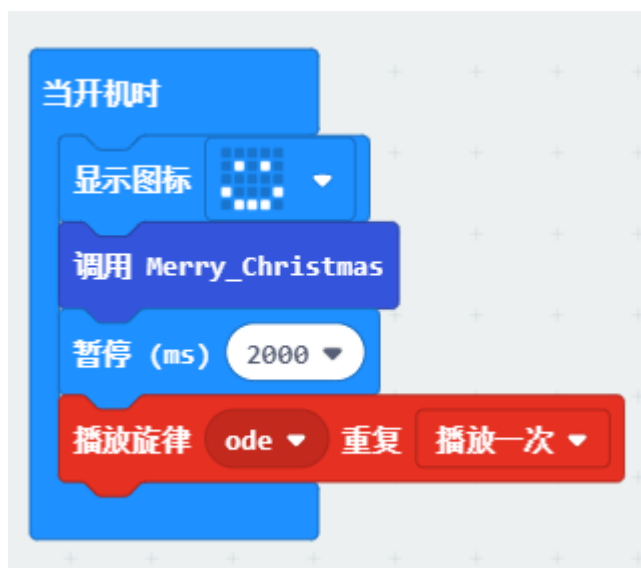 当开机时
显示图标
调用 Merry_Christmas
暂停 (ms) 2000
播放旋律 ode 重复 播放一次